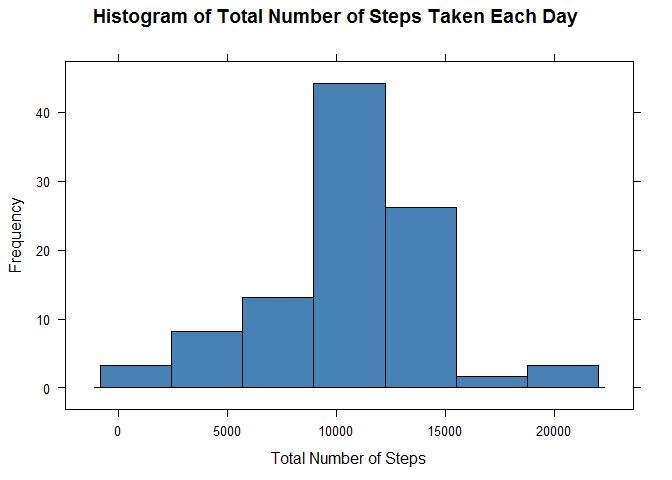 Histogram of Total Number of Steps Taken Each Day
40
30
20
10
0
Frequency
0 5000 10000 15000 20000
Total Number of Steps